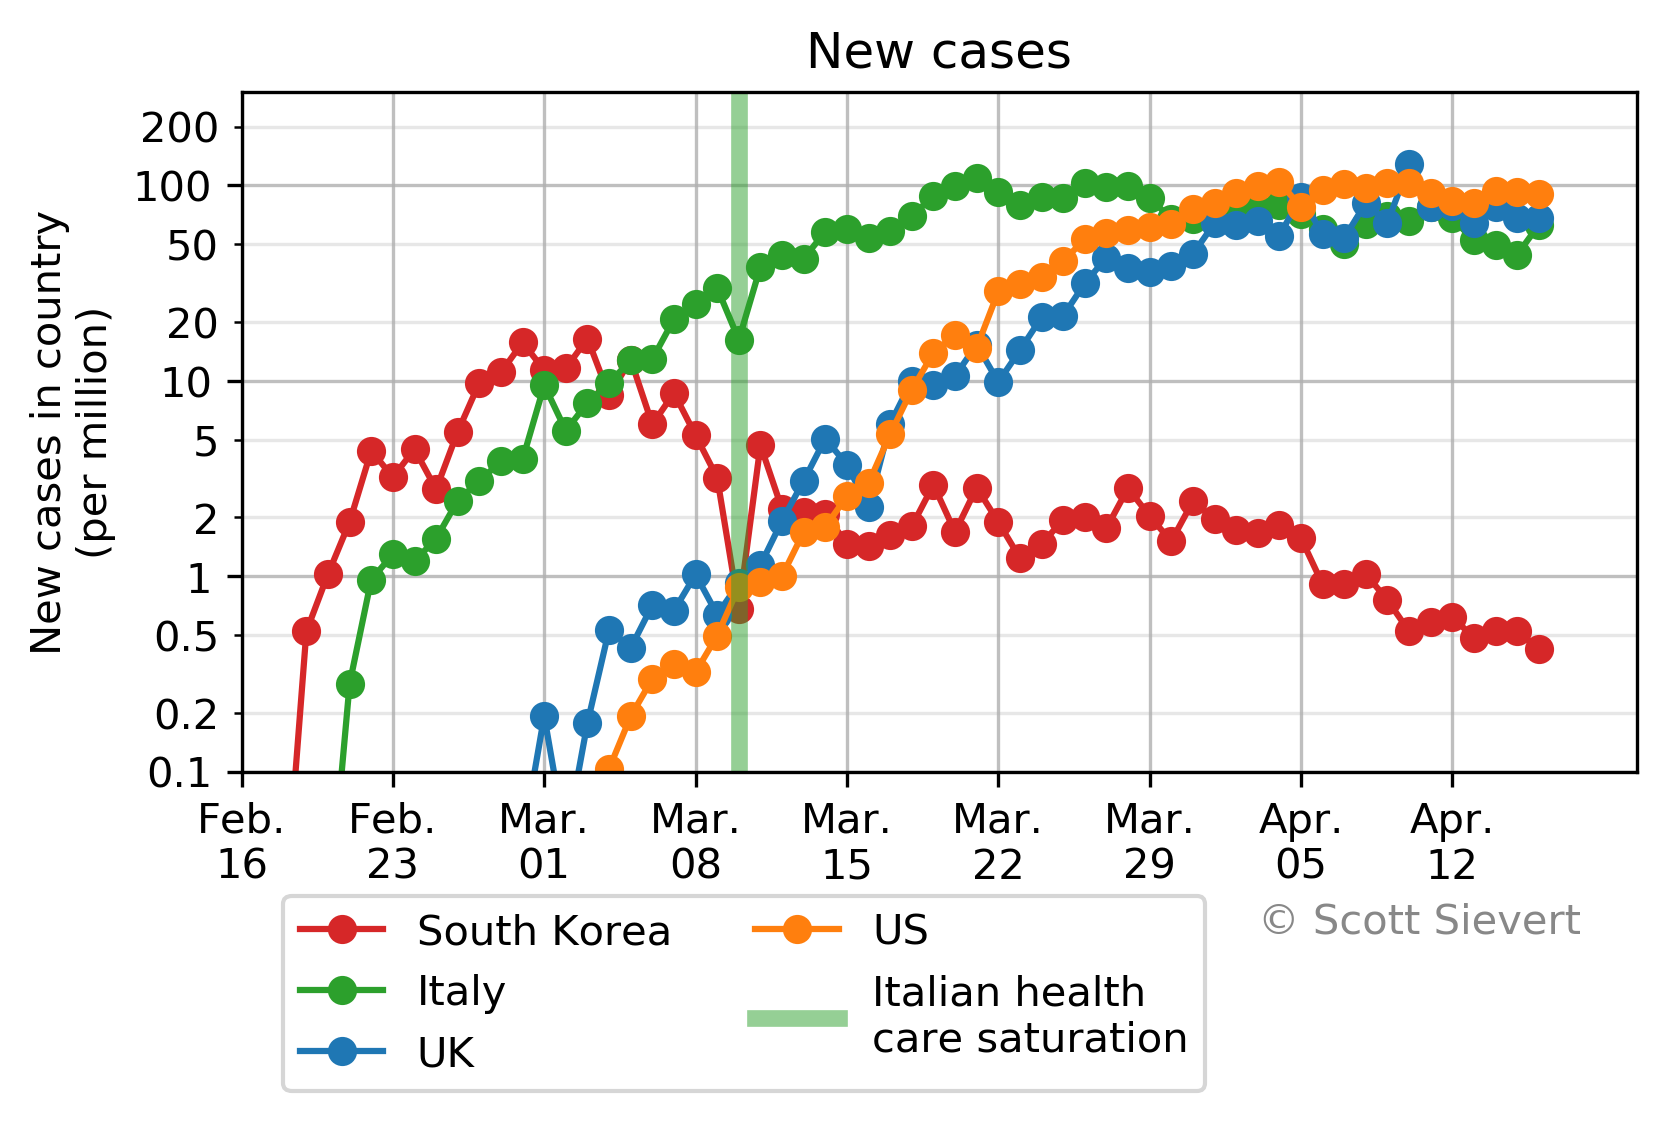 New cases
New cases in country
(per million)
200
100
50
20
10
5
2
1
0.5
0.2
0.1
Feb. Feb. Mar. Mar. Mar. Mar. Mar. Apr. Apr.
16 23 01 08 15 22 29 05 12
South Korea
Italy
UK
US
Italian health
care saturation
© Scott Sievert